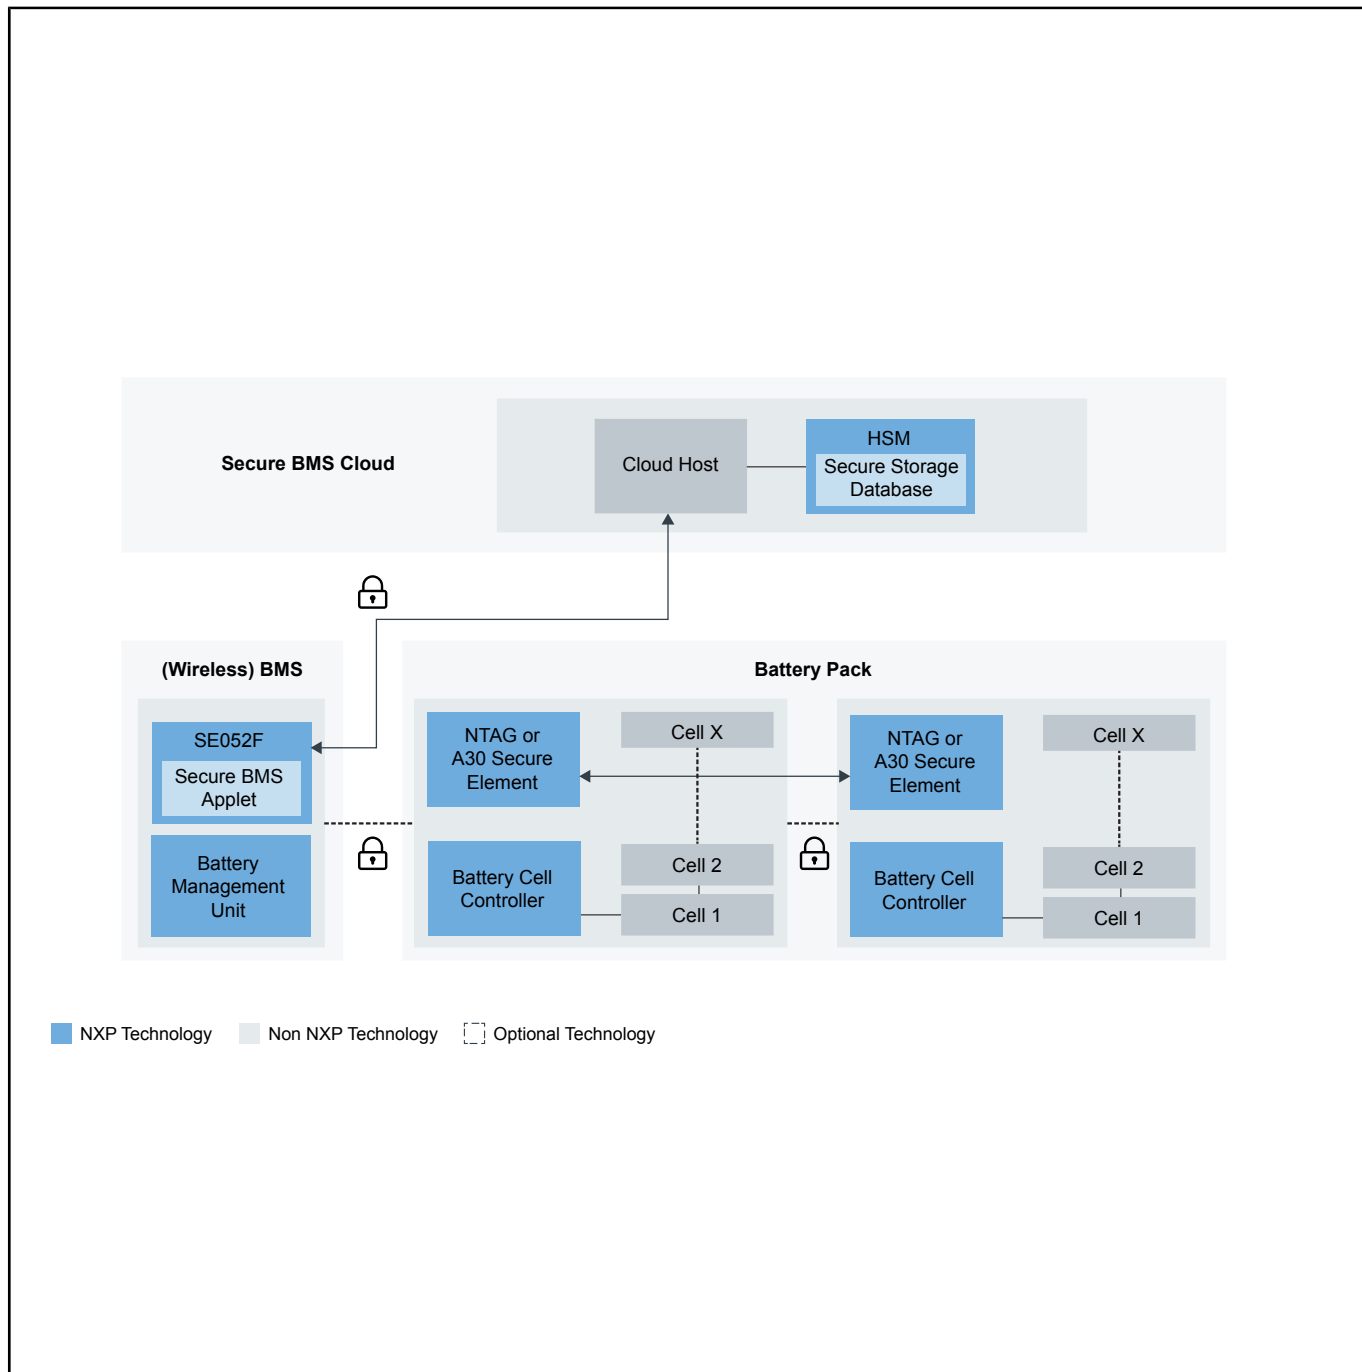 Secure BMS Cloud
Cloud Host
HSM
Secure Storage
Database
(Wireless) BMS
SE052F
Secure BMS
Applet
Battery
Management
Unit
Battery Pack
NTAG or
A30 Secure
Element
Cell X
Battery Cell
Controller
Cell 2
Cell 1
NTAG or
A30 Secure
Element
Cell X
Battery Cell
Controller
Cell 2
Cell 1
NXP Technology
Non NXP Technology
Optional Technology